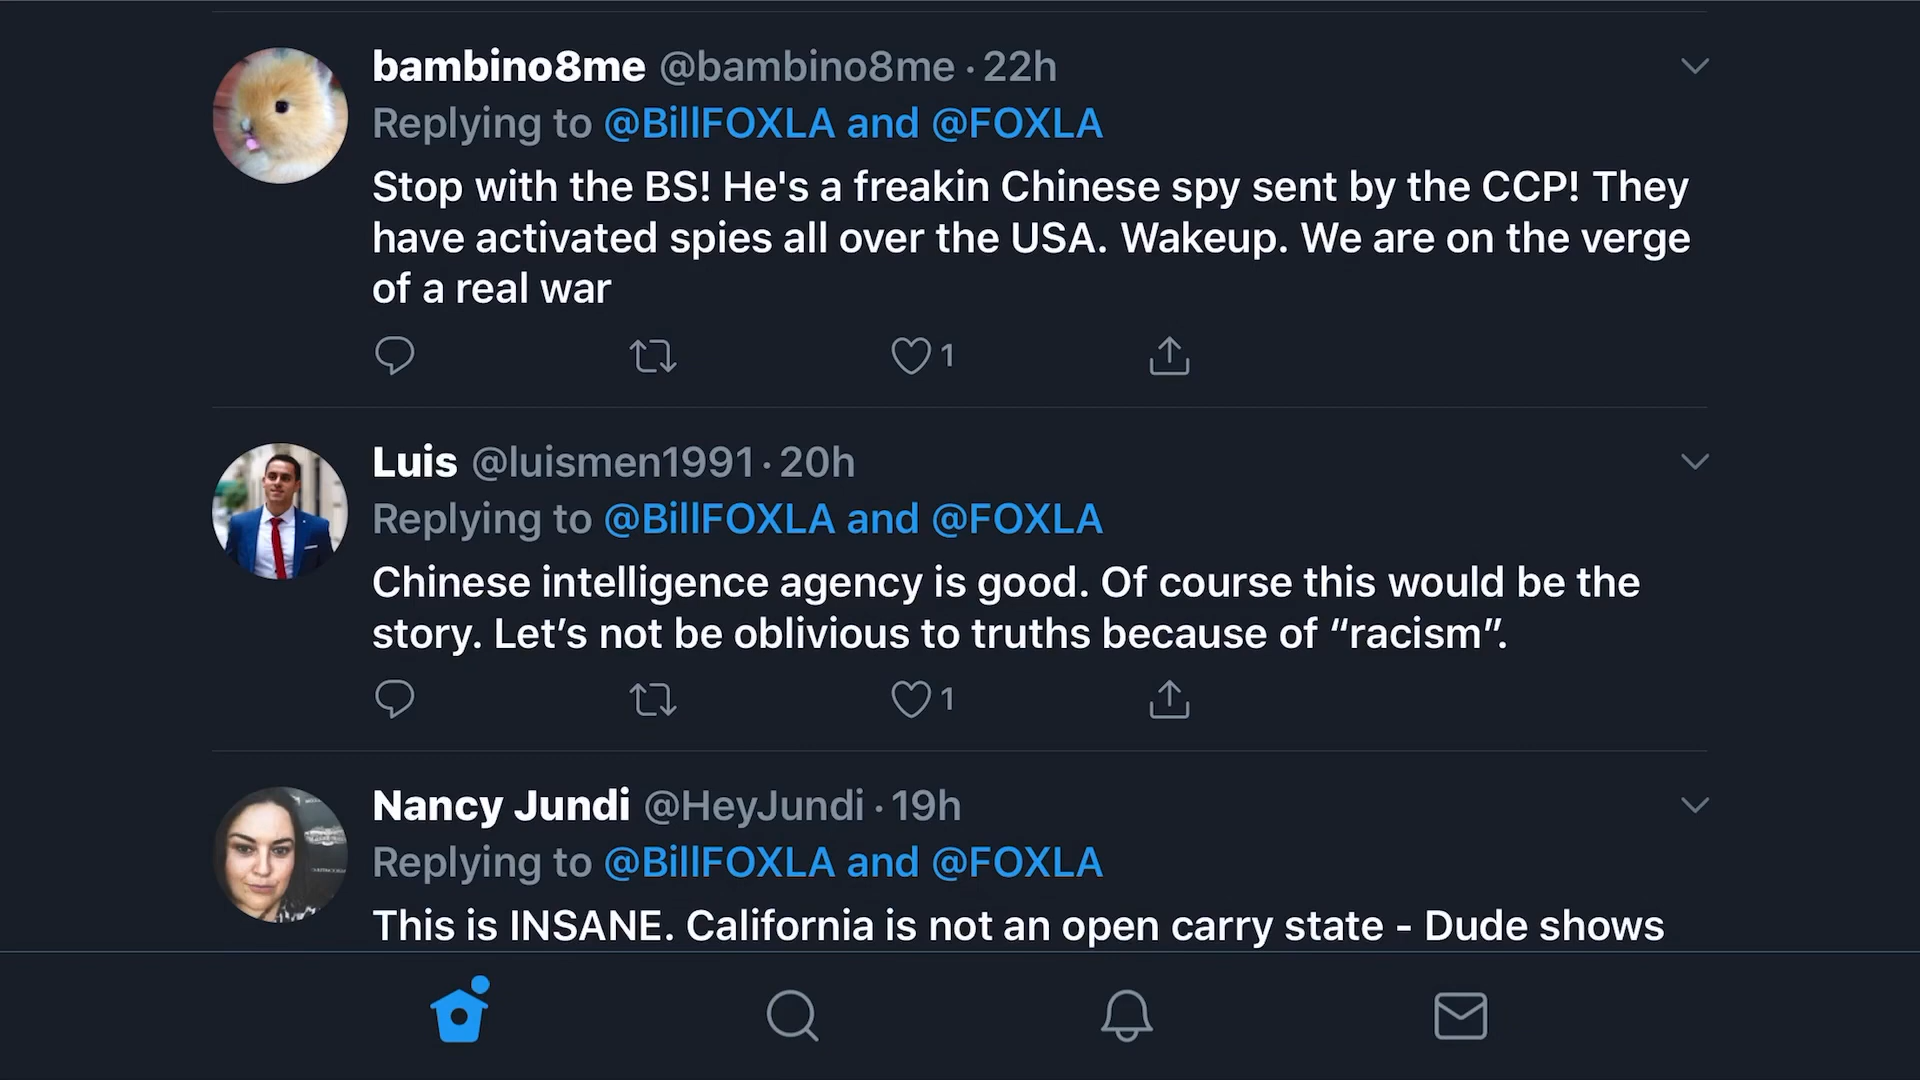 bambino8me @bambino8me · 22h
Replying to @BillFOXLA and @FOXLA
Stop with the BS! He's a freakin Chinese spy sent by the CCP! They
have activated spies all over the USA. Wakeup. We are on the verge
of a real war
1
Luis @luismen1991 · 20h
Replying to @BillFOXLA and @FOXLA
Chinese intelligence agency is good. Of course this would be the
story. Let’s not be oblivious to truths because of “racism”.
1
Nancy Jundi @HeyJundi · 19h
Replying to @BillFOXLA and @FOXLA
This is INSANE. California is not an open carry state - Dude shows